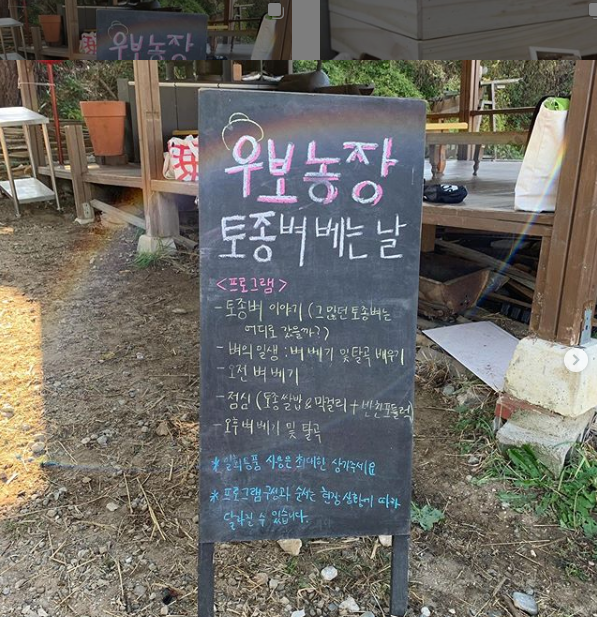 우보농장
우보농장
토종벼 베는 날
<프로그램>
- 토종벼 이야기 (그 많던 토종벼는
어디로 갔을까?)
- 벼의 일생 : 벼 베기 및 탈곡 배우기
- 오전 벼 베기
- 점심 (토종쌀밥 & 막걸리 + 반찬포틀럭)
- 오후 벼 베기 및 탈곡
* 일회용품 사용은 최대한 삼가주세요
* 프로그램 구성과 순서는 현장 상황에 따라
달라질 수 있습니다.